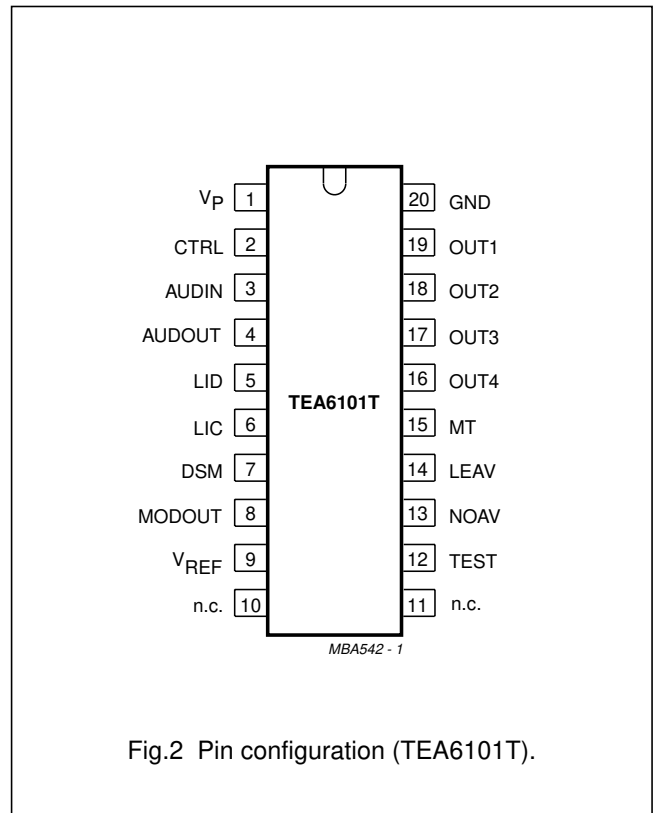 V_P 1 20 GND
CTRL 2 19 OUT1
AUDIN 3 18 OUT2
AUDOUT 4 17 OUT3
LID 5 16 OUT4
TEA6101T
LIC 6 15 MT
DSM 7 14 LEAV
MODOUT 8 13 NOAV
V_REF 9 12 TEST
n.c. 10 11 n.c.
MBA542 - 1
Fig.2 Pin configuration (TEA6101T).